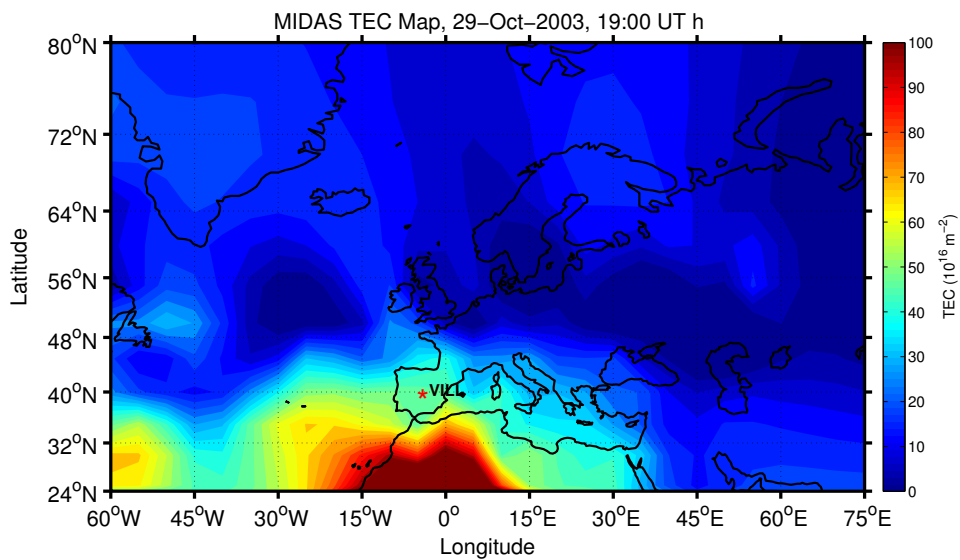 MIDAS TEC Map, 29−Oct−2003, 19:00 UT h
80°N
72°N
64°N
56°N
48°N
40°N
32°N
24°N
Latitude
VILL
60°W
45°W
30°W
15°W
0°
15°E
30°E
45°E
60°E
75°E
Longitude
100
90
80
70
60
50
40
30
20
10
0
TEC (10^16 m^−2)